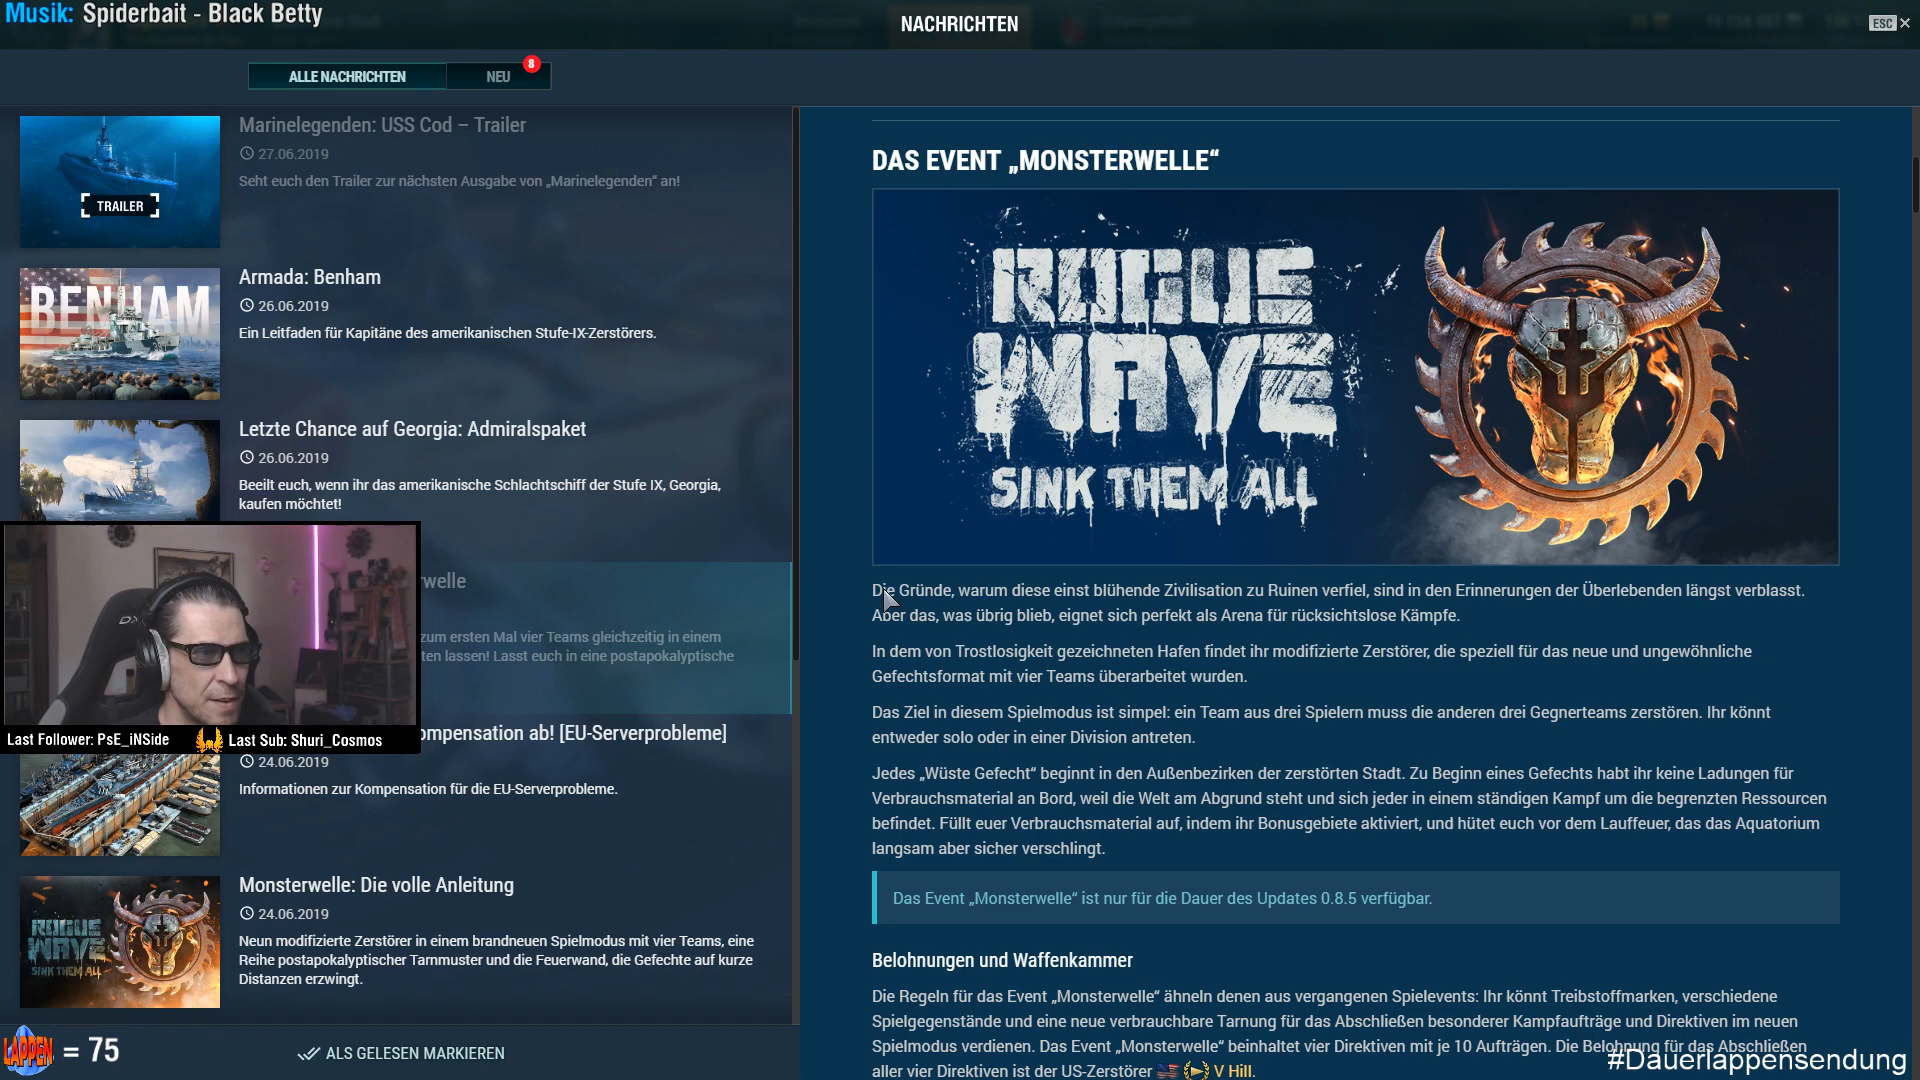 Musik: Spiderbait - Black Betty
NACHRICHTEN
ESC
ALLE NACHRICHTEN
NEU
8
Marinelegenden: USS Cod – Trailer
27.06.2019
Seht euch den Trailer zur nächsten Ausgabe von „Marinelegenden“ an!
TRAILER
Armada: Benham
26.06.2019
Ein Leitfaden für Kapitäne des amerikanischen Stufe-IX-Zerstörers.
BENHAM
Letzte Chance auf Georgia: Admiralspaket
26.06.2019
Beeilt euch, wenn ihr das amerikanische Schlachtschiff der Stufe IX, Georgia,
kaufen möchtet!
welle
zum ersten Mal vier Teams gleichzeitig in einem
ten lassen! Lasst euch in eine postapokalyptische
Last Follower: PsE_iNSide
Last Sub: Shuri_Cosmos
ompensation ab! [EU-Serverprobleme]
24.06.2019
Informationen zur Kompensation für die EU-Serverprobleme.
Monsterwelle: Die volle Anleitung
24.06.2019
Neun modifizierte Zerstörer in einem brandneuen Spielmodus mit vier Teams, eine
Reihe postapokalyptischer Tarnmuster und die Feuerwand, die Gefechte auf kurze
Distanzen erzwingt.
ROGUE
WAVE
SINK THEM ALL
LAPPEN = 75
ALS GELESEN MARKIEREN
DAS EVENT „MONSTERWELLE“
ROGUE
WAVE
SINK THEM ALL
Die Gründe, warum diese einst blühende Zivilisation zu Ruinen verfiel, sind in den Erinnerungen der Überlebenden längst verblasst.
Aber das, was übrig blieb, eignet sich perfekt als Arena für rücksichtslose Kämpfe.
In dem von Trostlosigkeit gezeichneten Hafen findet ihr modifizierte Zerstörer, die speziell für das neue und ungewöhnliche
Gefechtsformat mit vier Teams überarbeitet wurden.
Das Ziel in diesem Spielmodus ist simpel: ein Team aus drei Spielern muss die anderen drei Gegnerteams zerstören. Ihr könnt
entweder solo oder in einer Division antreten.
Jedes „Wüste Gefecht“ beginnt in den Außenbezirken der zerstörten Stadt. Zu Beginn eines Gefechts habt ihr keine Ladungen für
Verbrauchsmaterial an Bord, weil die Welt am Abgrund steht und sich jeder in einem ständigen Kampf um die begrenzten Ressourcen
befindet. Füllt euer Verbrauchsmaterial auf, indem ihr Bonusgebiete aktiviert, und hütet euch vor dem Lauffeuer, das das Aquatorium
langsam aber sicher verschlingt.
Das Event „Monsterwelle“ ist nur für die Dauer des Updates 0.8.5 verfügbar.
Belohnungen und Waffenkammer
Die Regeln für das Event „Monsterwelle“ ähneln denen aus vergangenen Spielevents: Ihr könnt Treibstoffmarken, verschiedene
Spielgegenstände und eine neue verbrauchbare Tarnung für das Abschließen besonderer Kampfaufträge und Direktiven im neuen
Spielmodus verdienen. Das Event „Monsterwelle“ beinhaltet vier Direktiven mit je 10 Aufträgen. Die Belohnung für das Abschließen
aller vier Direktiven ist der US-Zerstörer V Hill.
#Dauerlappensendung